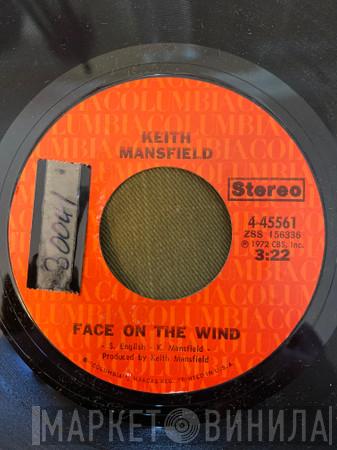 COLUMBIA
KEITH
MANSFIELD
Stereo
4-45561
ZSS 156336
℗ 1972 CBS, Inc.
3:22
FACE ON THE WIND
- S. English - K. Mansfield -
Produced by Keith Mansfield
МАРКЕТ ВИНИЛА